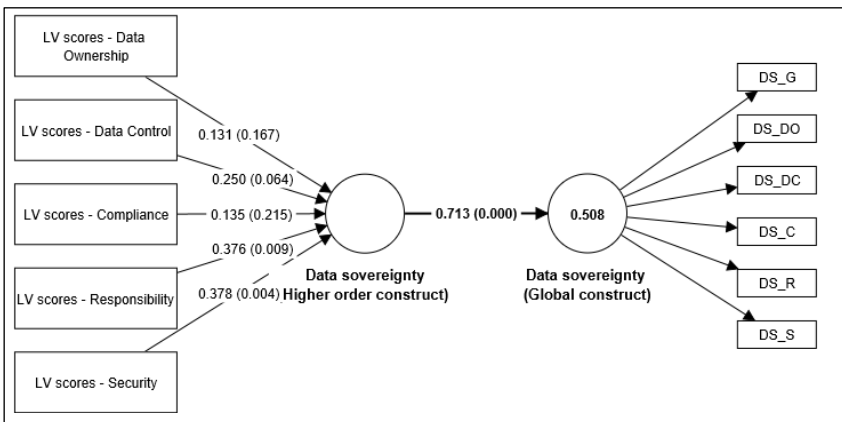 LV scores - Data
Ownership
LV scores - Data Control
LV scores - Compliance
LV scores - Responsibility
LV scores - Security
0.131 (0.167)
0.250 (0.064)
0.135 (0.215)
0.376 (0.009)
0.378 (0.004)
Data sovereignty
Higher order construct)
0.713 (0.000)
0.508
Data sovereignty
(Global construct)
DS_G
DS_DO
DS_DC
DS_C
DS_R
DS_S